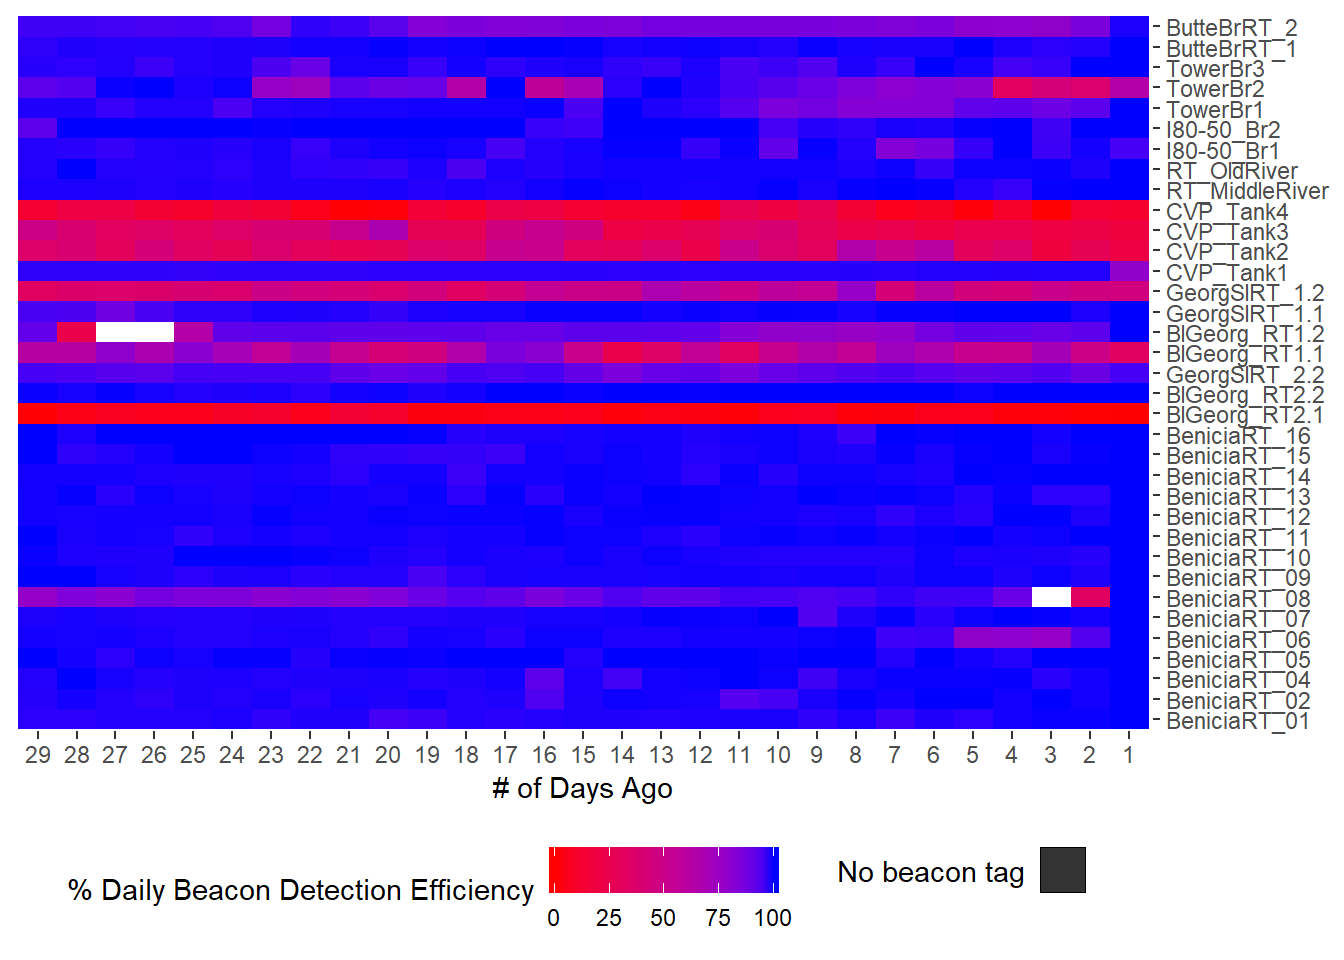 ButteBrRT_2
ButteBrRT_1
TowerBr3
TowerBr2
TowerBr1
I80-50_Br2
I80-50_Br1
RT_OldRiver
RT_MiddleRiver
CVP_Tank4
CVP_Tank3
CVP_Tank2
CVP_Tank1
GeorgSlRT_1.2
GeorgSlRT_1.1
BlGeorg_RT1.2
BlGeorg_RT1.1
GeorgSlRT_2.2
BlGeorg_RT2.2
BlGeorg_RT2.1
BeniciaRT_16
BeniciaRT_15
BeniciaRT_14
BeniciaRT_13
BeniciaRT_12
BeniciaRT_11
BeniciaRT_10
BeniciaRT_09
BeniciaRT_08
BeniciaRT_07
BeniciaRT_06
BeniciaRT_05
BeniciaRT_04
BeniciaRT_02
BeniciaRT_01
29 28 27 26 25 24 23 22 21 20 19 18 17 16 15 14 13 12 11 10 9 8 7 6 5 4 3 2 1
# of Days Ago
% Daily Beacon Detection Efficiency
0 25 50 75 100
No beacon tag